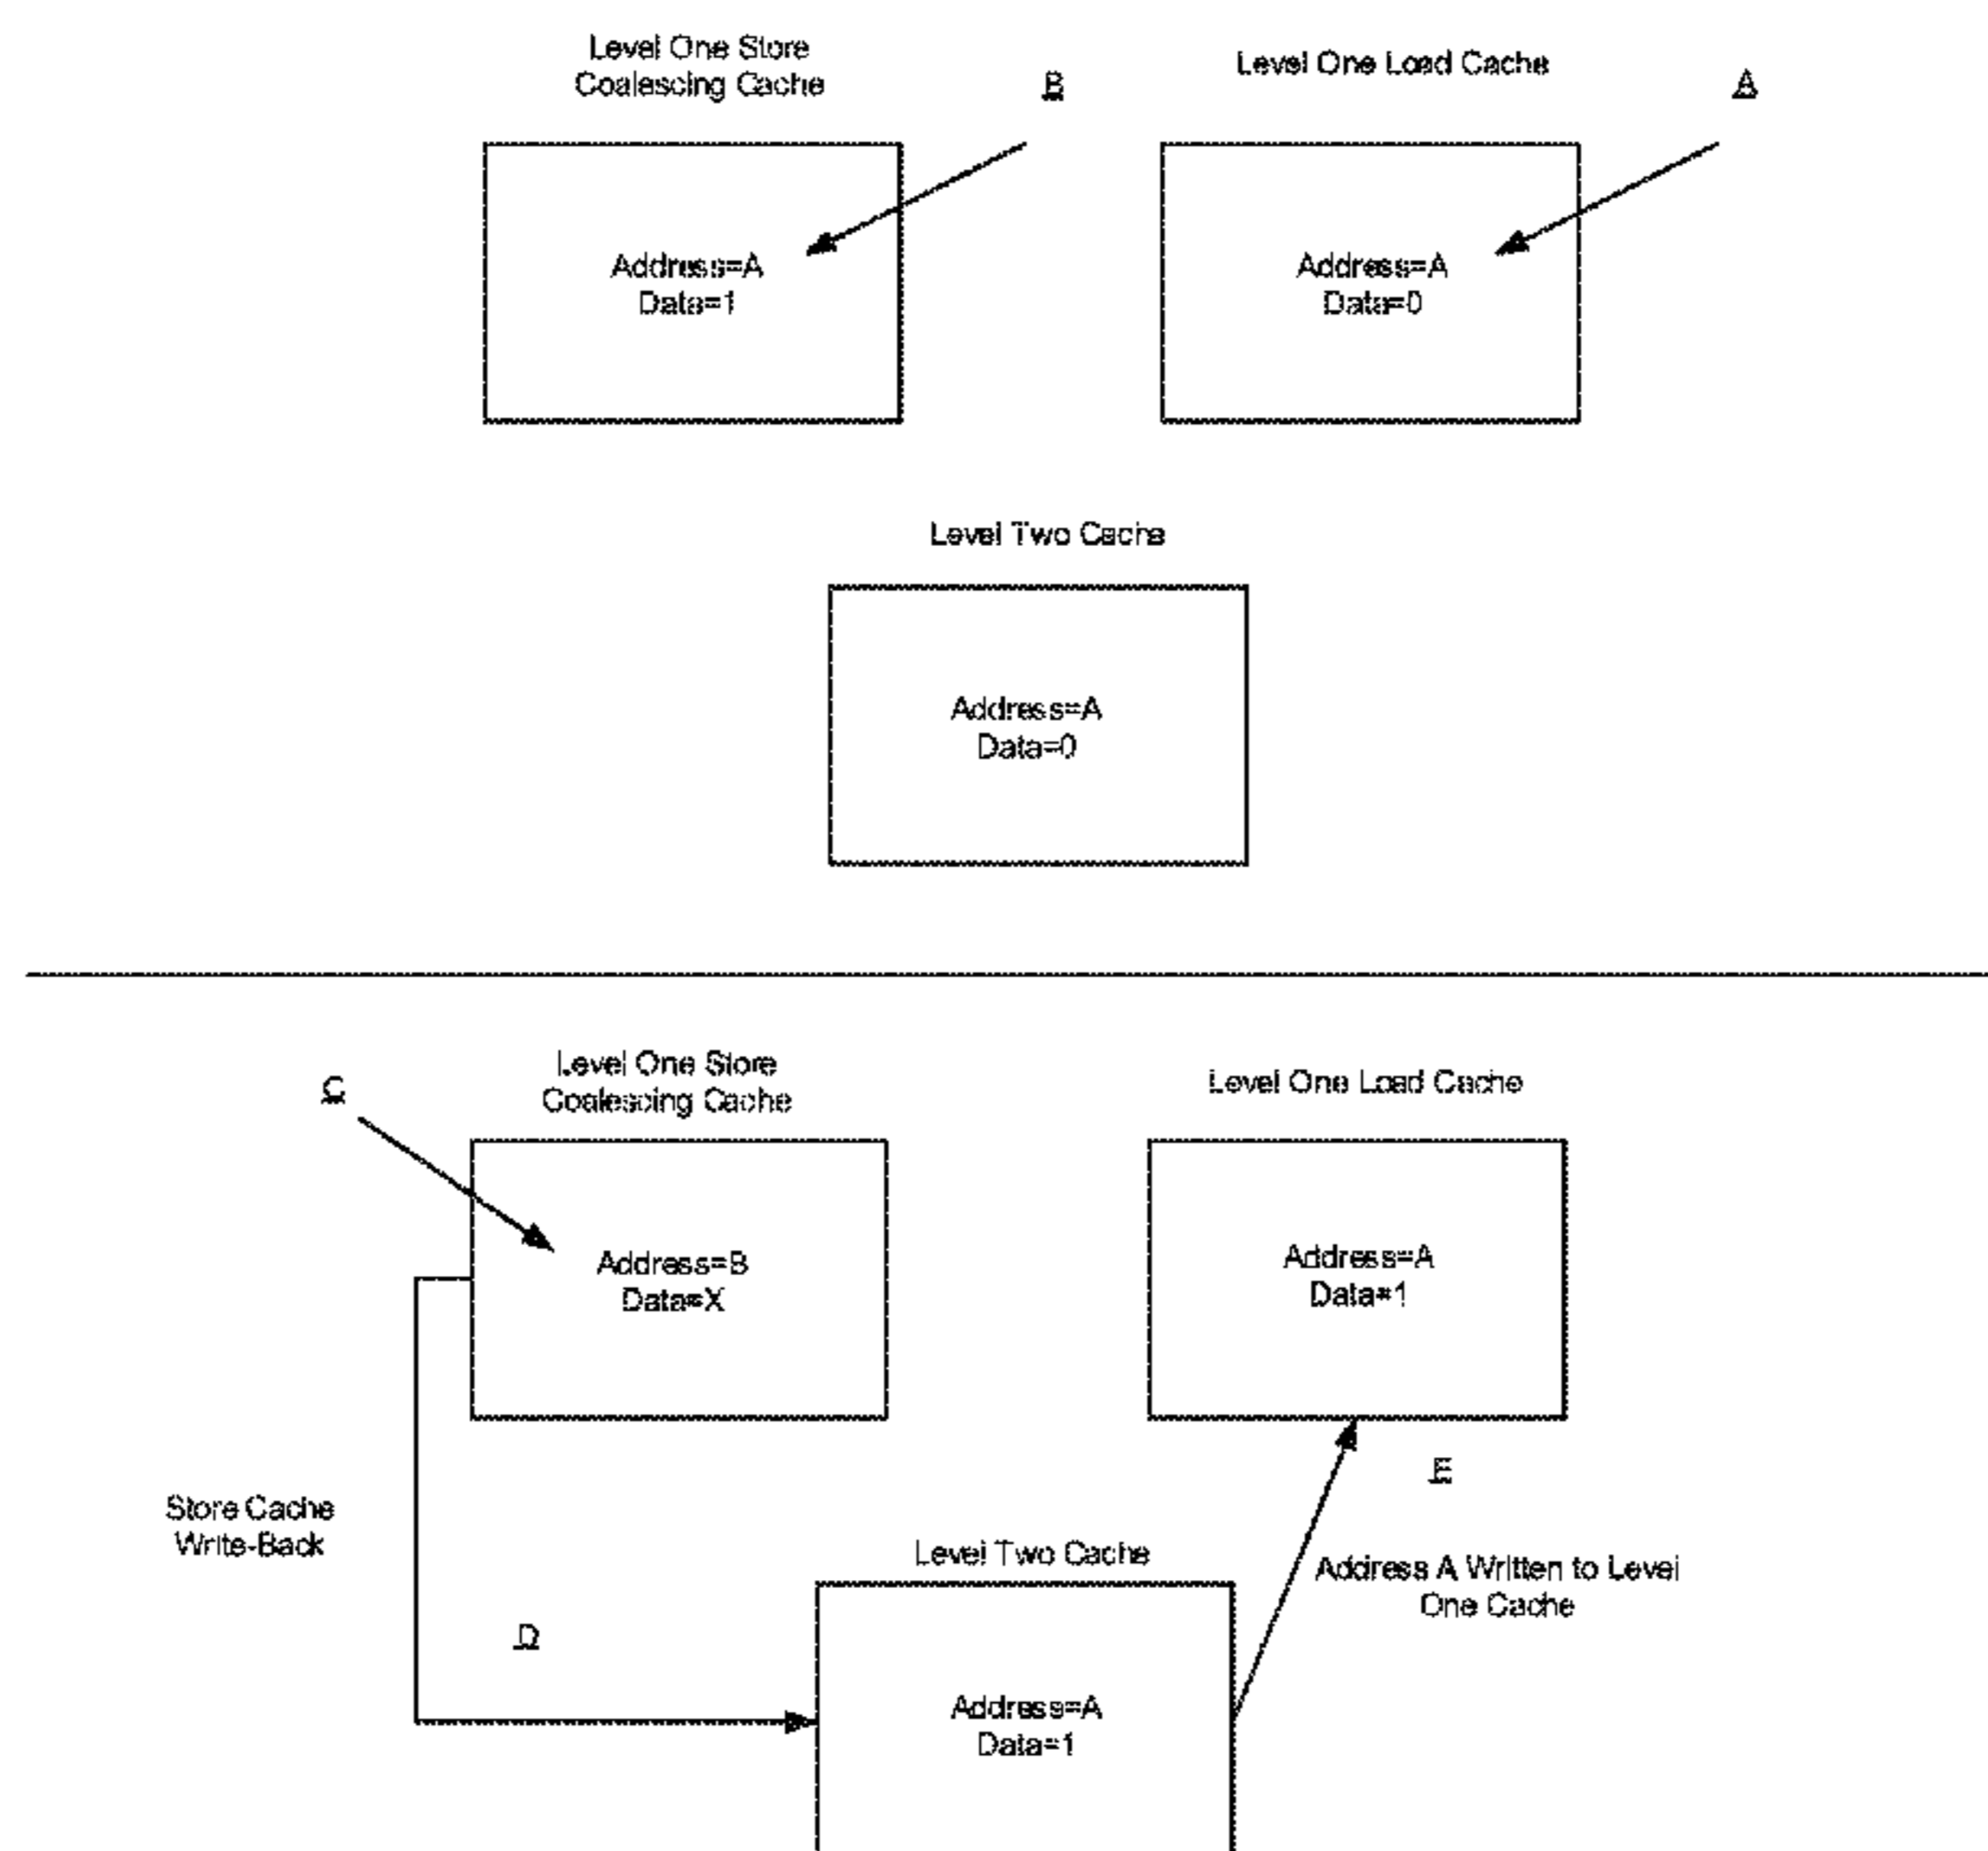 Level One Store
Coalescing Cache
B
Level One Load Cache
A
Address=A
Data=1
Address=A
Data=0
Level Two Cache
Address=A
Data=0
C
Level One Store
Coalescing Cache
Level One Load Cache
Address=B
Data=X
Address=A
Data=1
E
Store Cache
Write-Back
Level Two Cache
Address A Written to Level
One Cache
D
Address=A
Data=1